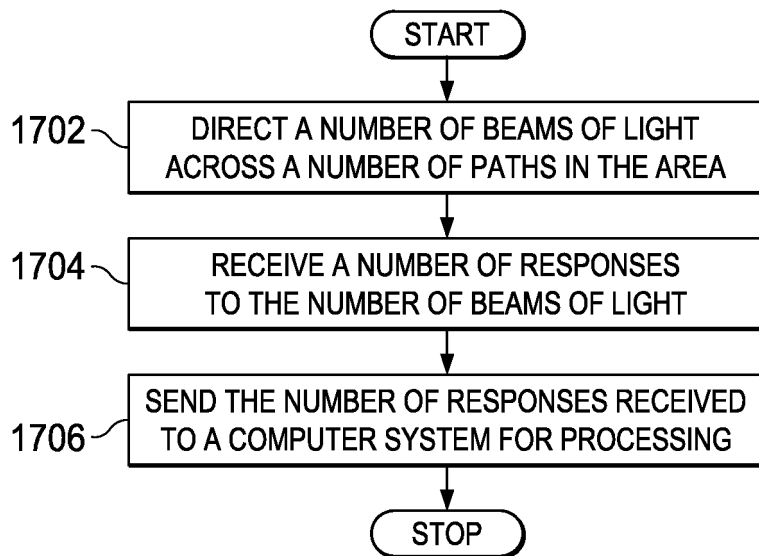 START
1702
DIRECT A NUMBER OF BEAMS OF LIGHT
ACROSS A NUMBER OF PATHS IN THE AREA
1704
RECEIVE A NUMBER OF RESPONSES
TO THE NUMBER OF BEAMS OF LIGHT
1706
SEND THE NUMBER OF RESPONSES RECEIVED
TO A COMPUTER SYSTEM FOR PROCESSING
STOP